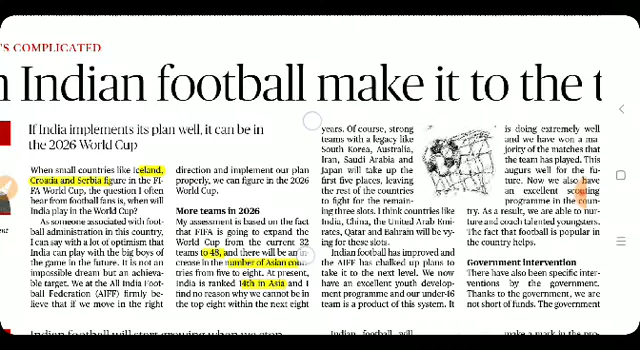 'S COMPLICATED
n Indian football make it to the t
If India implements its plan well, it can be in
the 2026 World Cup
When small countries like Iceland,
Croatia and Serbia figure in the FI-
FA World Cup, the question I often
hear from football fans is, when will
India play in the World Cup?
As someone associated with foot-
ball administration in this country,
I can say with a lot of optimism that
India can play with the big boys of
the game in the future. It is not an
impossible dream but an achieva-
ble target. We at the All India Foot-
ball Federation (AIFF) firmly be-
lieve that if we move in the right
direction and implement our plan
properly, we can figure in the 2026
World Cup.
More teams in 2026
My assessment is based on the fact
that FIFA is going to expand the
World Cup from the current 32
teams to 48, and there will be an in-
crease in the number of Asian coun-
tries from five to eight. At present,
India is ranked 14th in Asia and I
find no reason why we cannot be in
the top eight within the next eight
years. Of course, strong
teams with a legacy like
South Korea, Australia,
Iran, Saudi Arabia and
Japan will take up the
first five places, leaving
the rest of the countries
to fight for the remain-
ing three slots. I think countries like
India, China, the United Arab Emi-
rates, Qatar and Bahrain will be vy-
ing for these slots.
Indian football has improved and
the AIFF has chalked up plans to
take it to the next level. We now
have an excellent youth devel-
opment programme and our under-16
team is a product of this system. It
is doing extremely well
and we have won a ma-
jority of the matches that
the team has played. This
augurs well for the fu-
ture. Now we also have
an excellent scouting
programme in the coun-
try. As a result, we are able to nur-
ture and coach talented youngsters.
The fact that football is popular in
the country helps.
Government intervention
There have also been specific inter-
ventions by the government.
Thanks to the government, we are
not short of funds. The government
Indian football will start growing when we stop